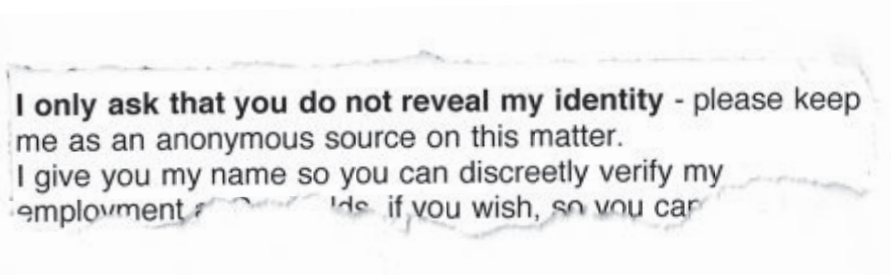 I only ask that you do not reveal my identity - please keep
me as an anonymous source on this matter.
I give you my name so you can discreetly verify my
employment if you wish, so you can